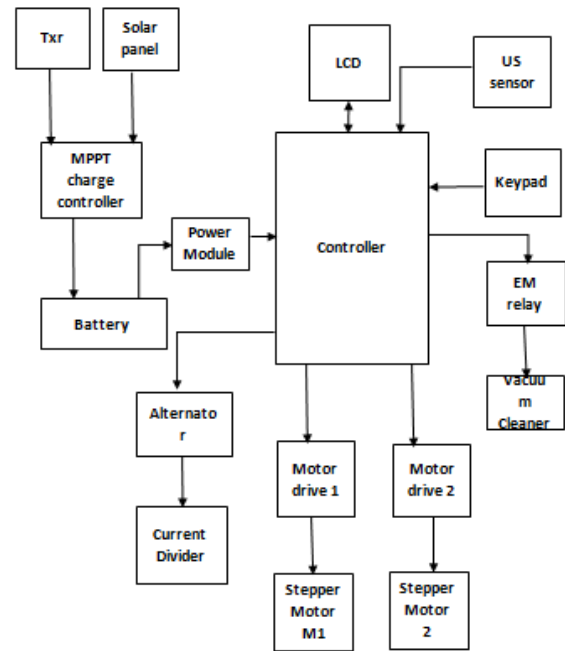 Txr
Solar
panel
LCD
US
sensor
MPPT
charge
controller
Keypad
Power
Module
Controller
EM
relay
Battery
Vacuu
m
Cleaner
Alternato
r
Motor
drive 1
Motor
drive 2
Current
Divider
Stepper
Motor
M1
Stepper
Motor
2